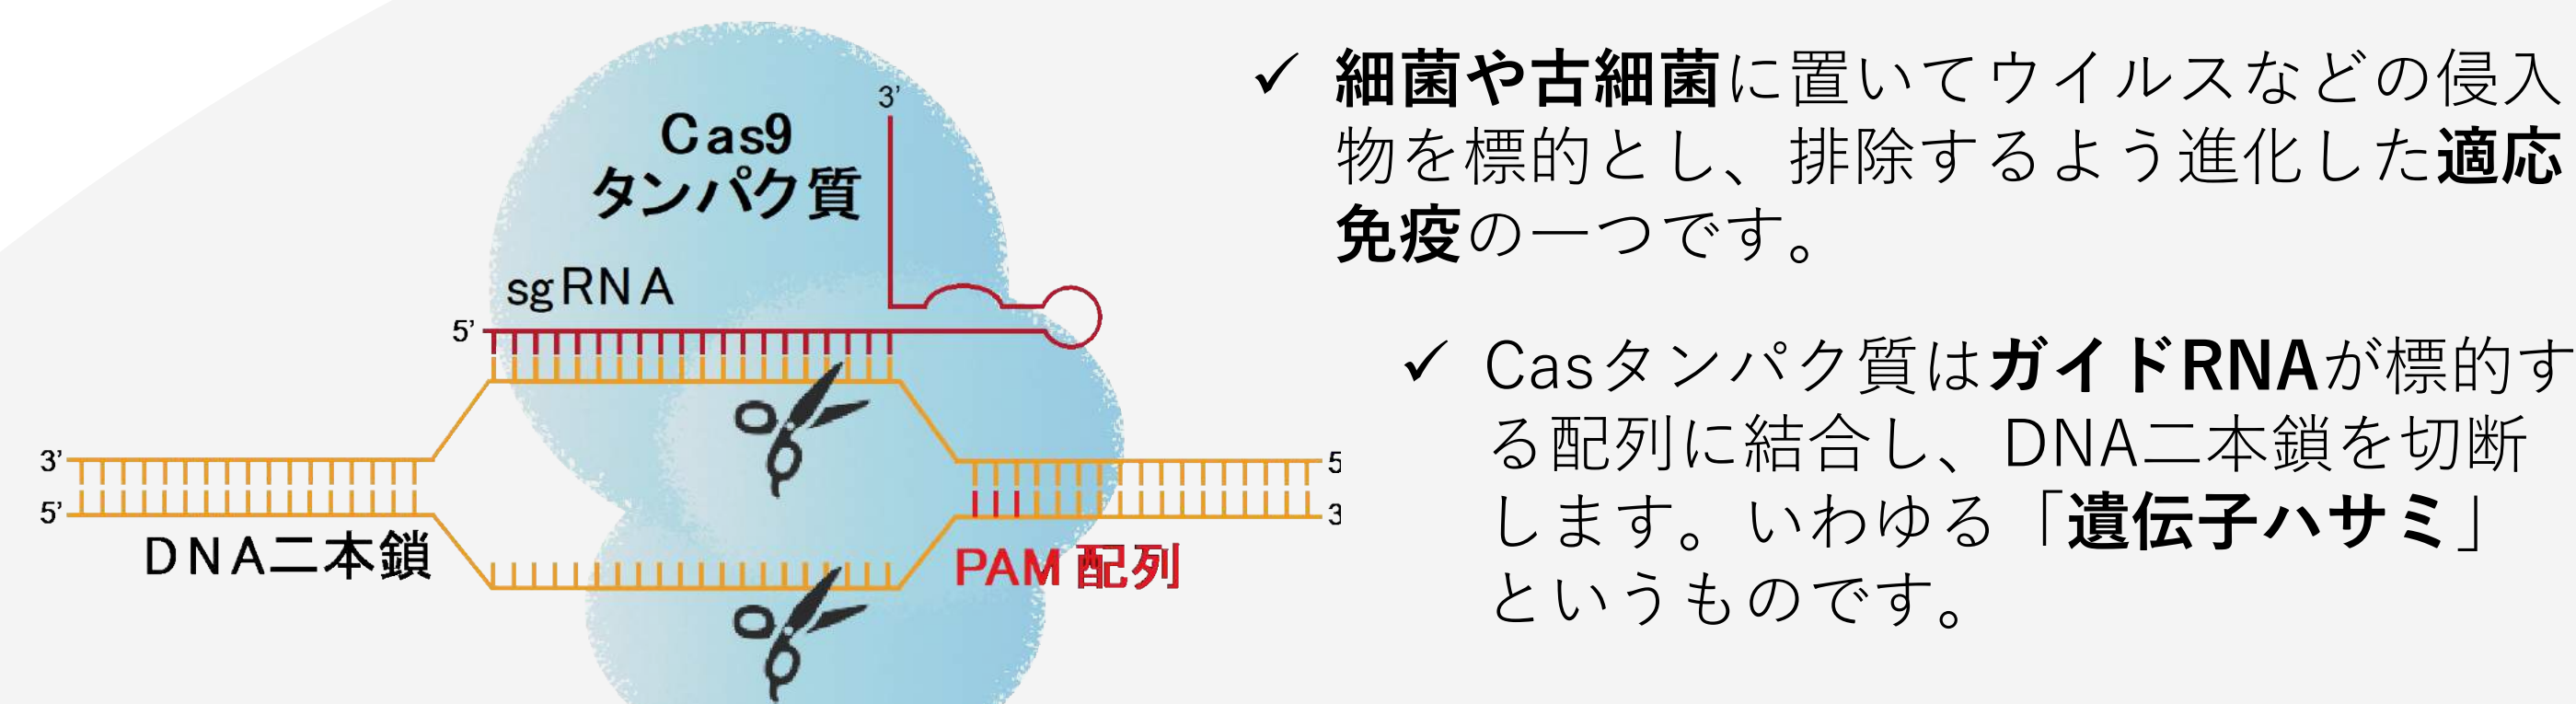 Cas9
タンパク質
3’
sgRNA
5’
3’
5’
DNA二本鎖
PAM 配列
5
3
✓ 細菌や古細菌に置いてウイルスなどの侵入
物を標的とし、排除するよう進化した適応
免疫の一つです。
✓ Casタンパク質はガイドRNAが標的す
る配列に結合し、DNA二本鎖を切断
します。いわゆる「遺伝子ハサミ」
というものです。